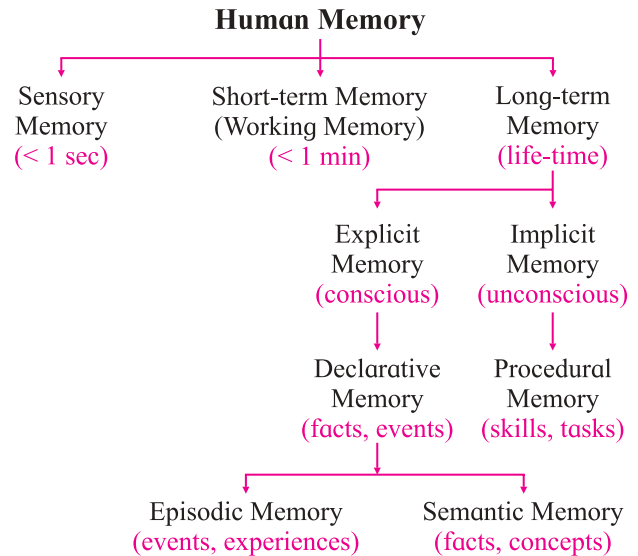 Human Memory
Sensory
Memory
(< 1 sec)
Short-term Memory
(Working Memory)
(< 1 min)
Long-term
Memory
(life-time)
Explicit
Memory
(conscious)
Implicit
Memory
(unconscious)
Declarative
Memory
(facts, events)
Procedural
Memory
(skills, tasks)
Episodic Memory
(events, experiences)
Semantic Memory
(facts, concepts)